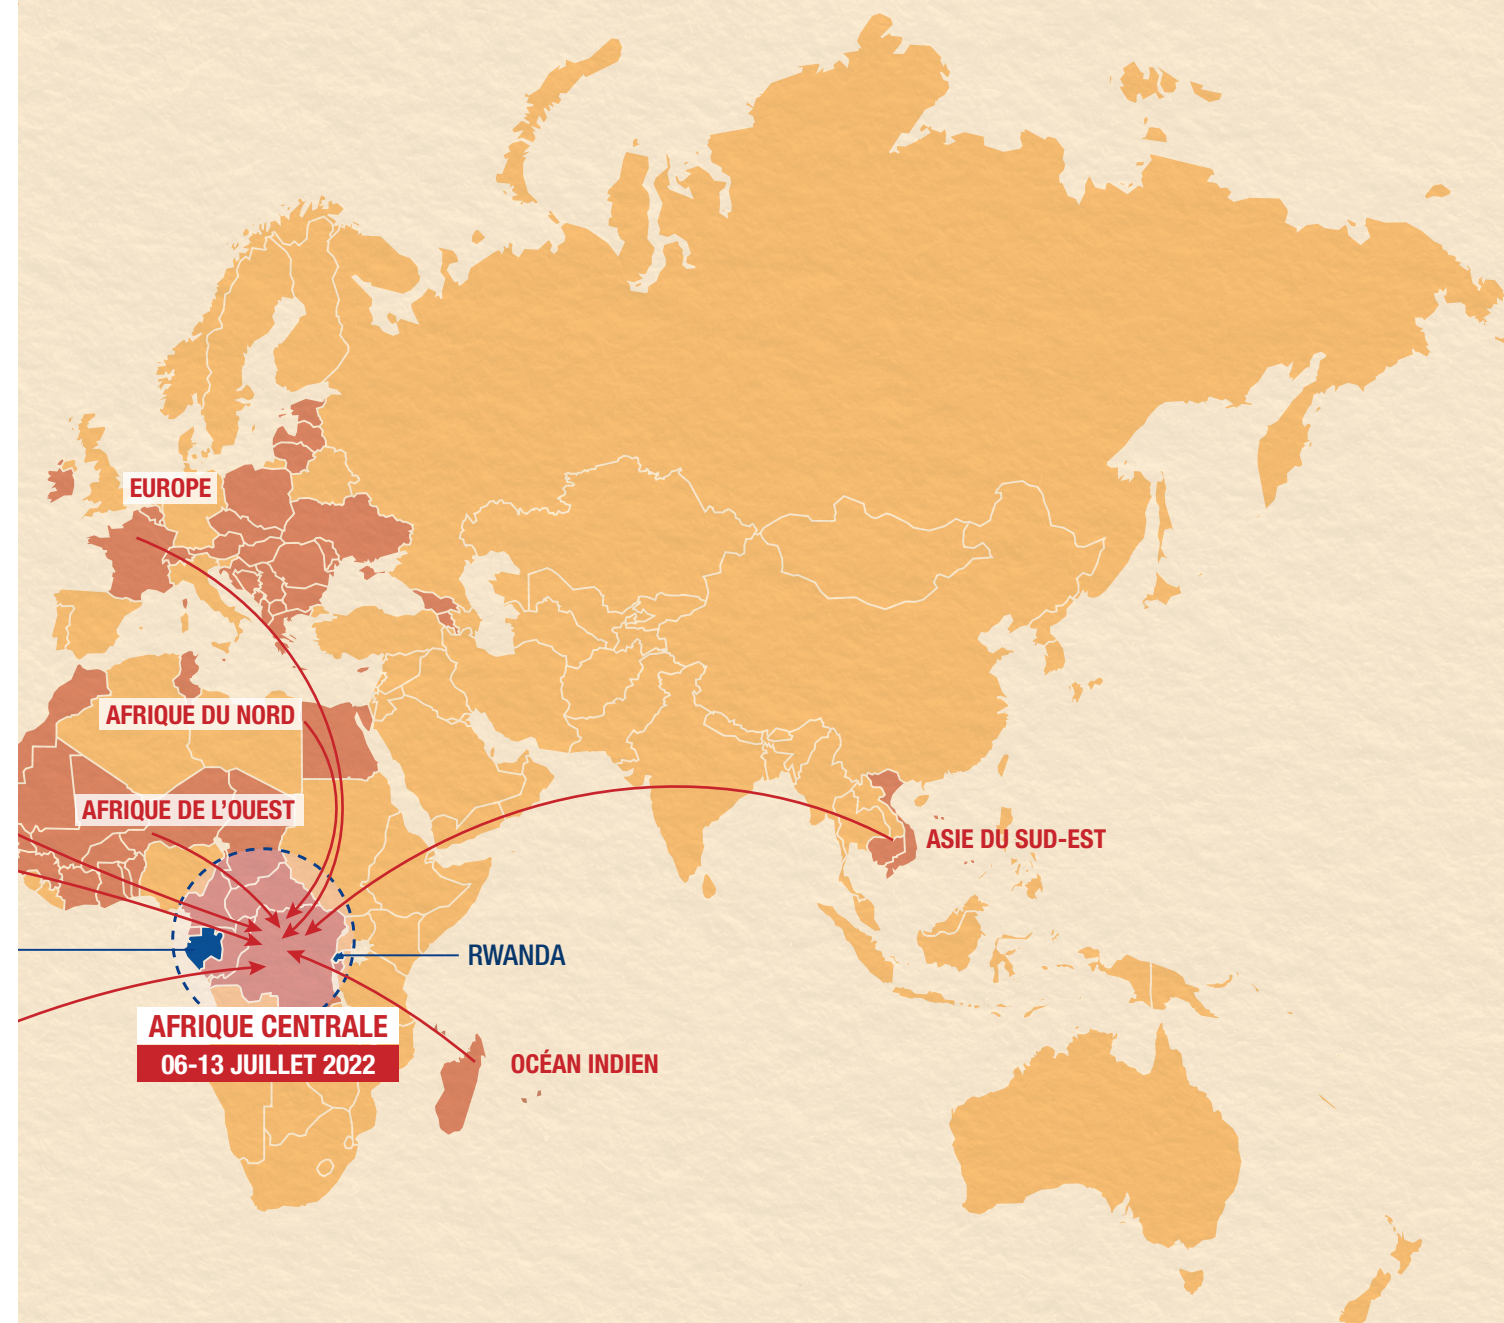 EUROPE
AFRIQUE DU NORD
AFRIQUE DE L'OUEST
ASIE DU SUD-EST
RWANDA
AFRIQUE CENTRALE
06-13 JUILLET 2022
OCÉAN INDIEN